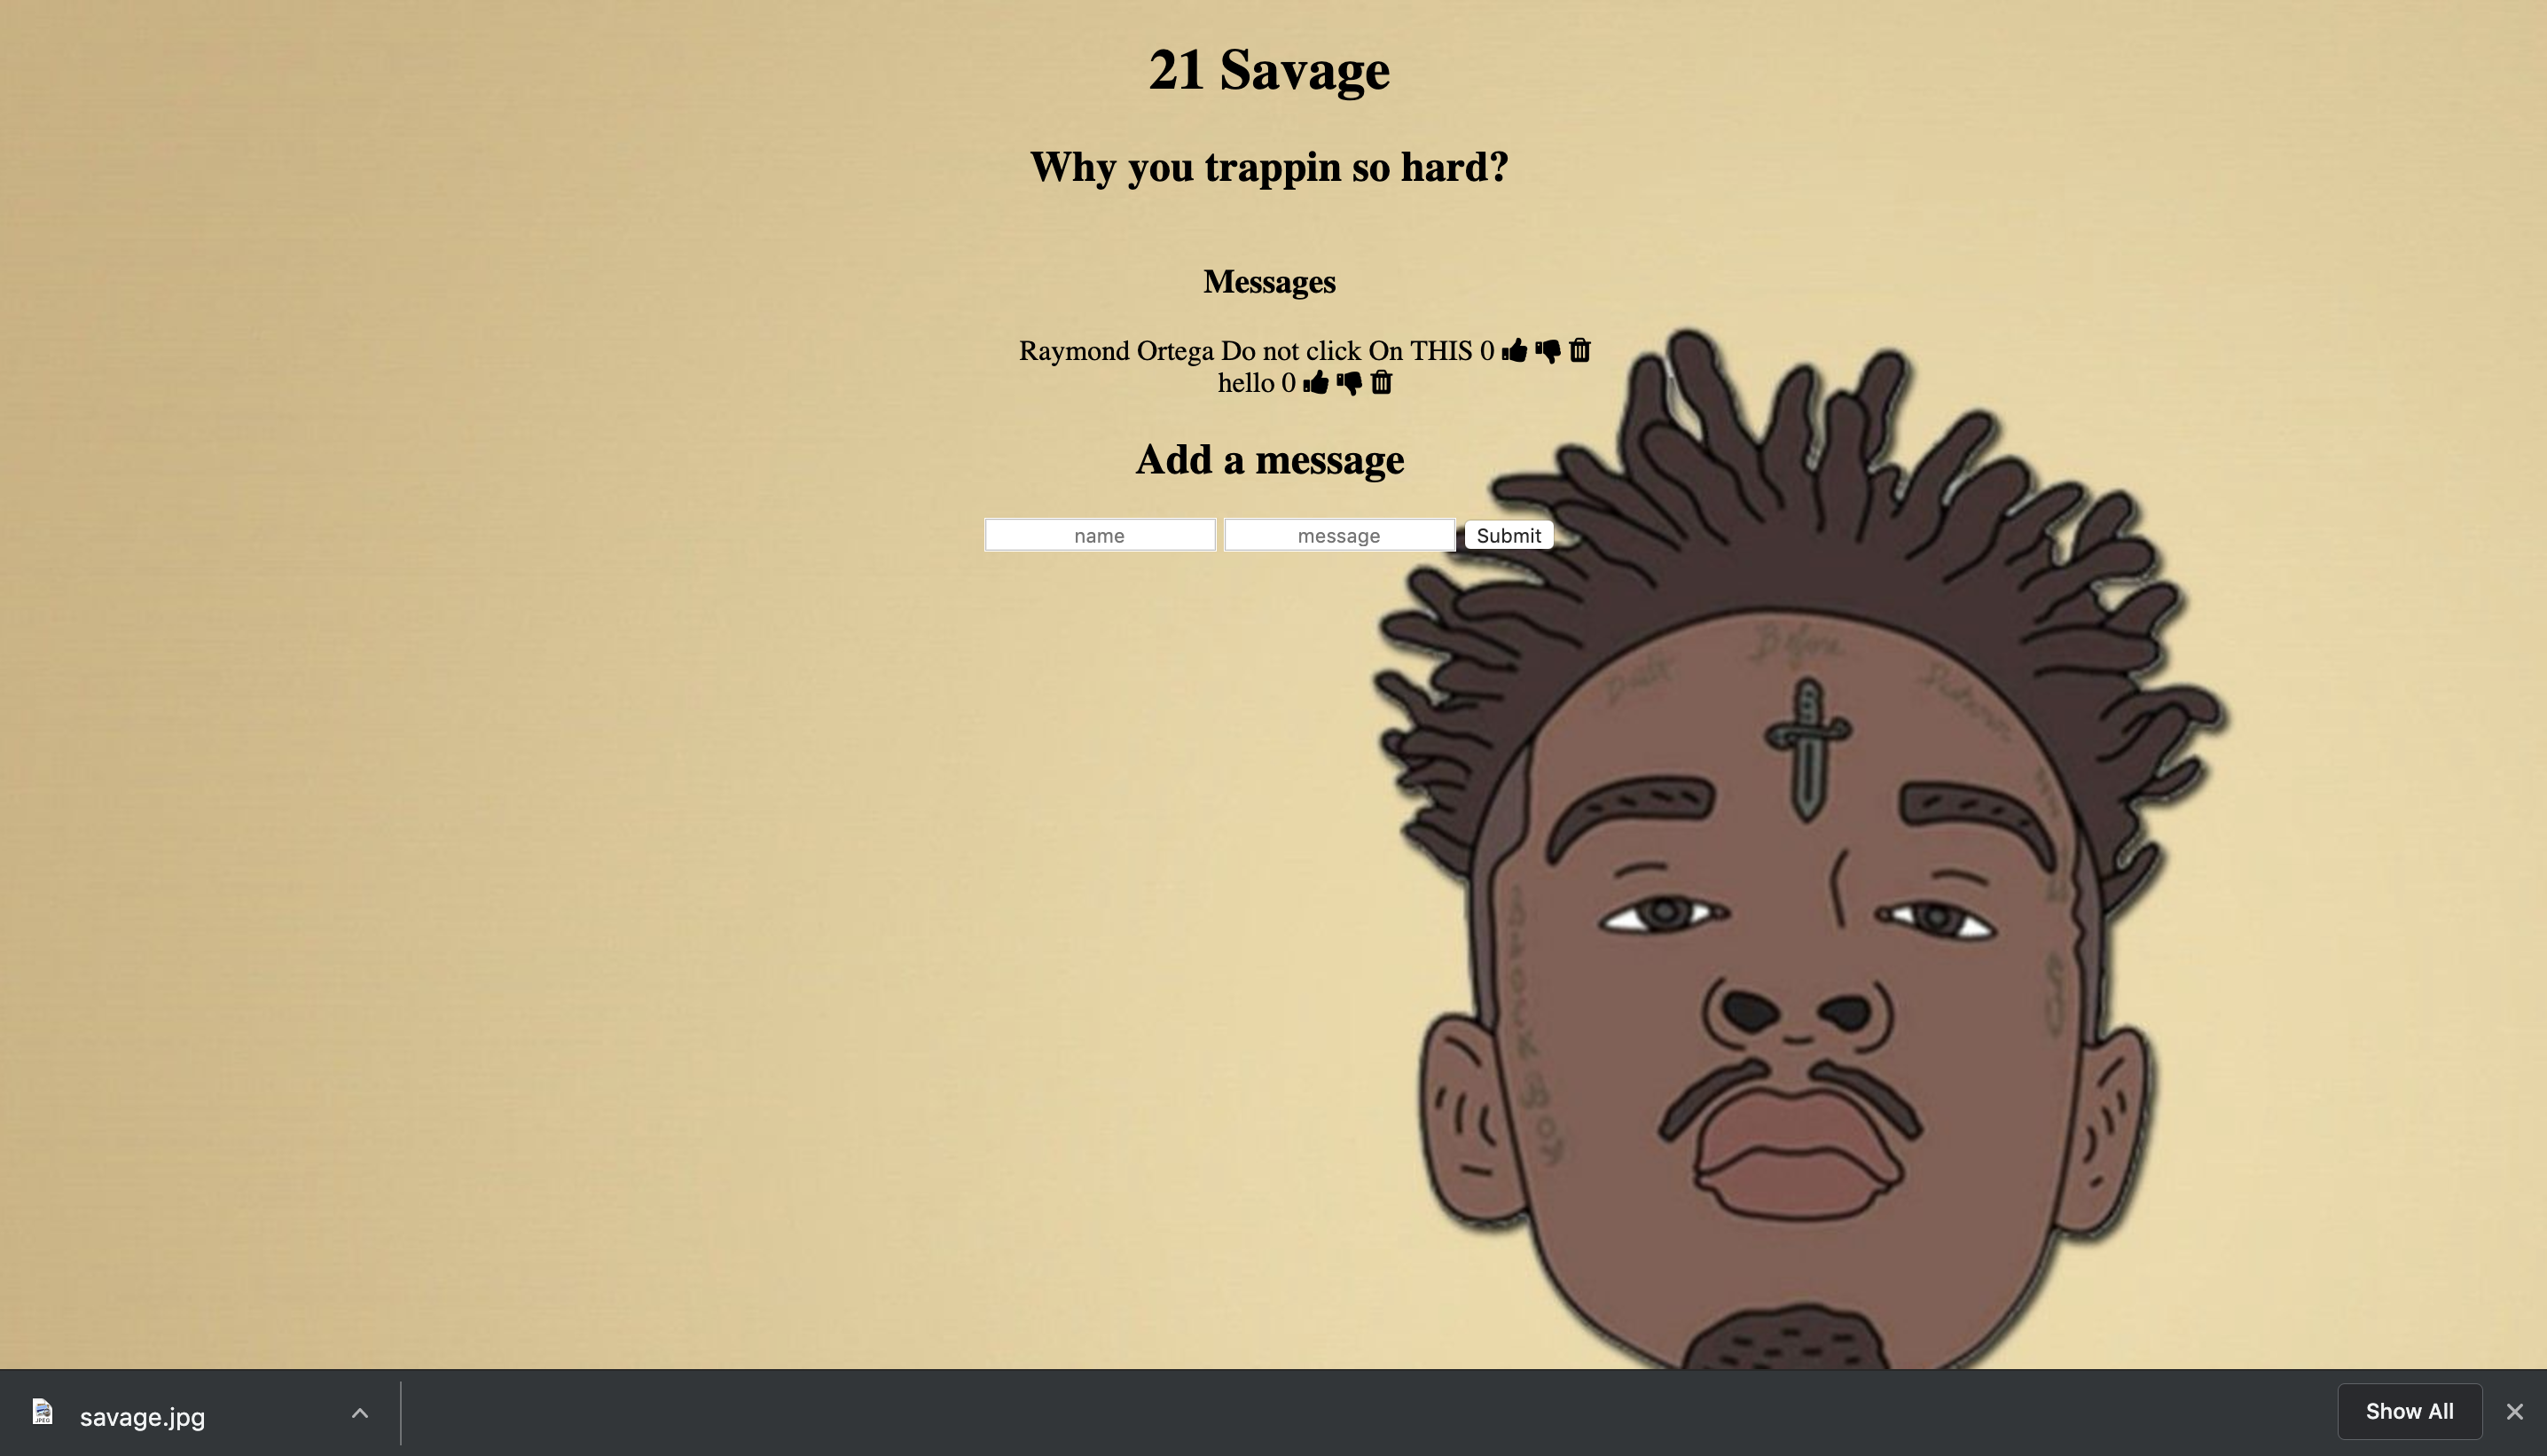 21 Savage
Why you trappin so hard?
Messages
Raymond Ortega Do not click On THIS 0
hello 0
Add a message
name message Submit
Before
savage.jpg Show All